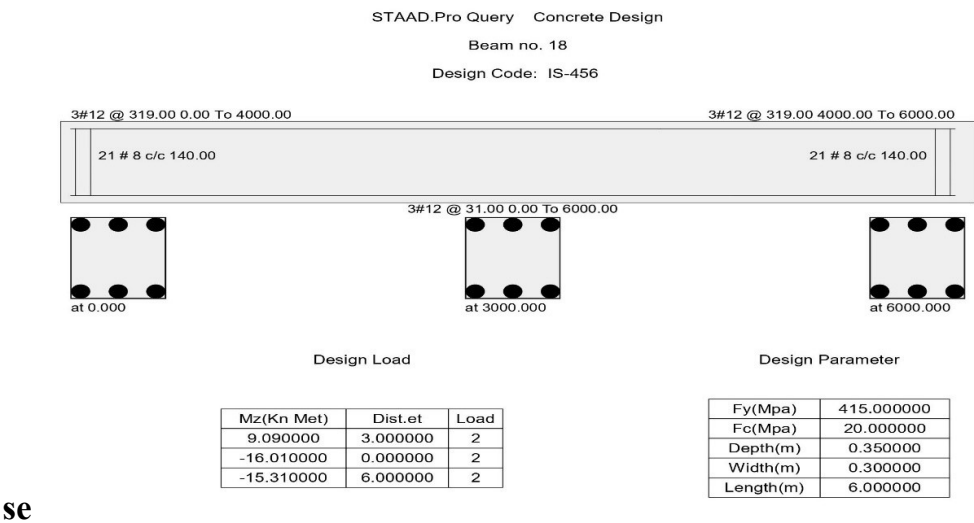 STAAD.Pro Query Concrete Design
Beam no. 18
Design Code: IS-456
3#12 @ 319.00 0.00 To 4000.00 3#12 @ 319.00 4000.00 To 6000.00
21 # 8 c/c 140.00 21 # 8 c/c 140.00
3#12 @ 31.00 0.00 To 6000.00
at 0.000 at 3000.000 at 6000.000
Design Load
Mz(Kn Met) Dist.et Load
9.090000 3.000000 2
-16.010000 0.000000 2
-15.310000 6.000000 2
Design Parameter
Fy(Mpa) 415.000000
Fc(Mpa) 20.000000
Depth(m) 0.350000
Width(m) 0.300000
Length(m) 6.000000
se